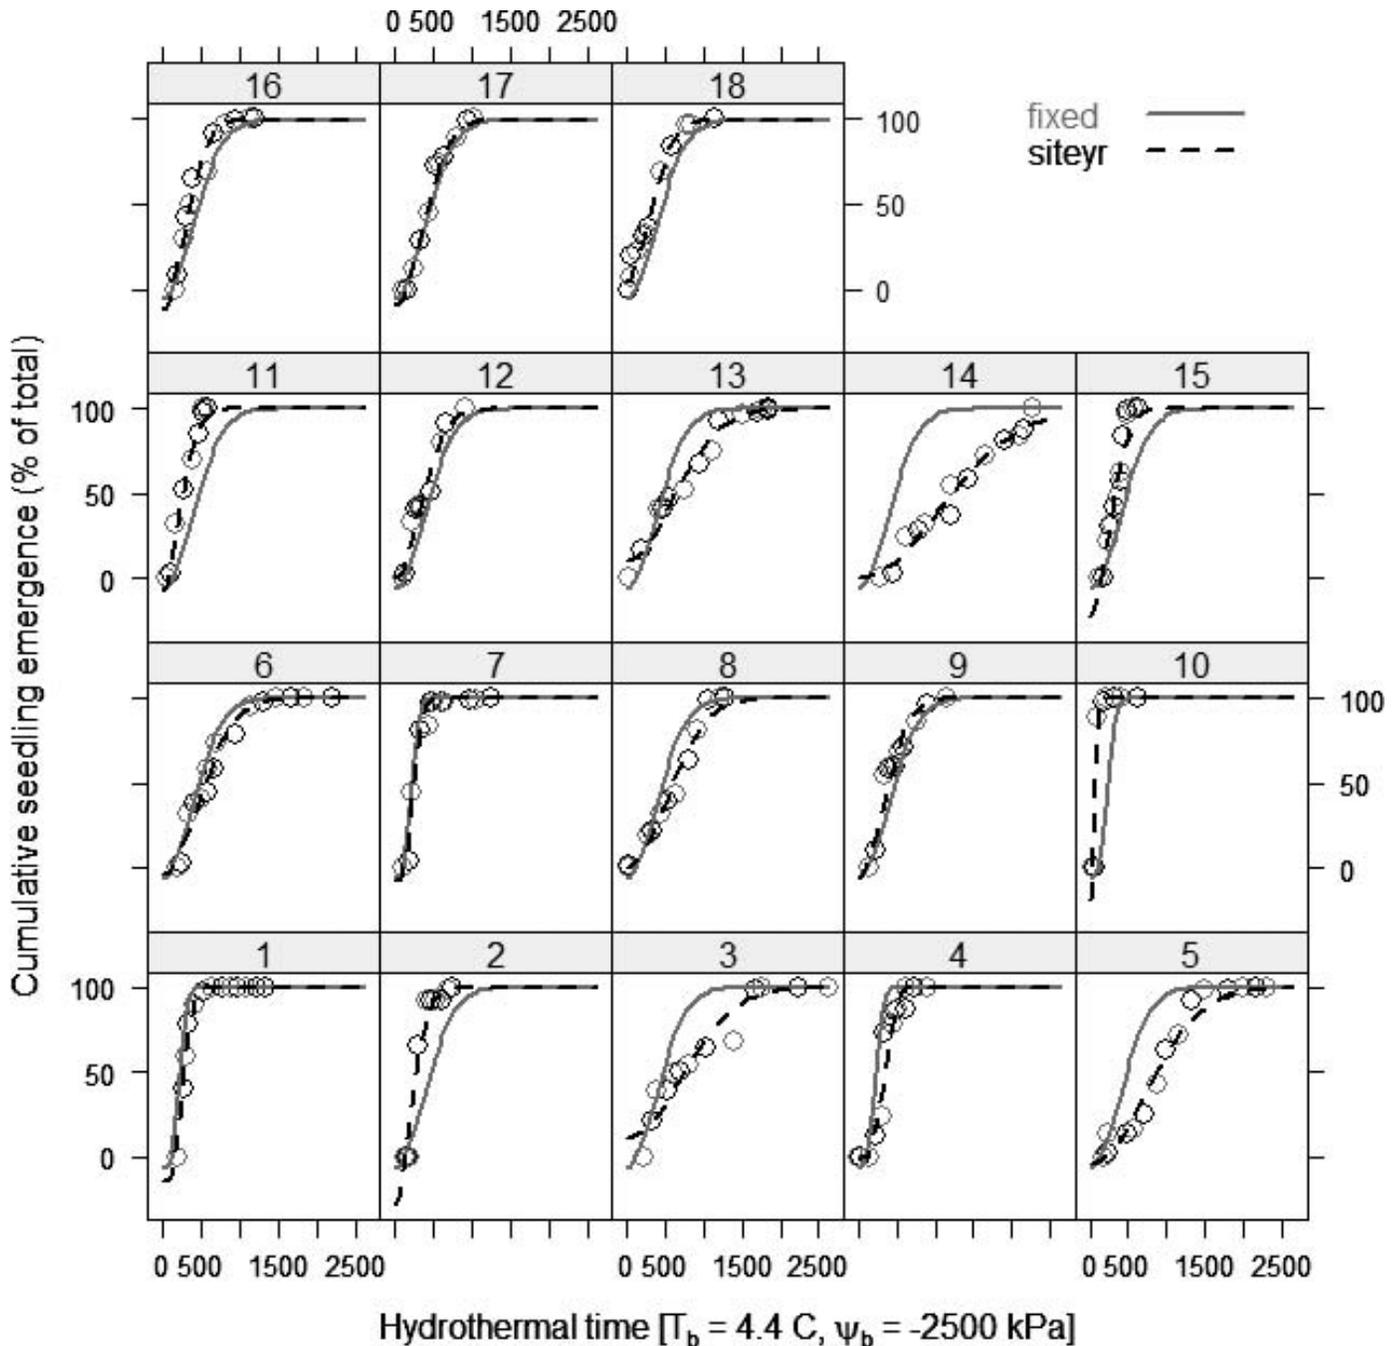 0 500 1500 2500
16 17 18
fixed
siteyr
100
50
0
11 12 13 14 15
100
50
0
6 7 8 9 10
100
50
0
1 2 3 4 5
100
50
0
0 500 1500 2500 0 500 1500 2500 0 500 1500 2500
Cumulative seedling emergence (% of total)
Hydrothermal time [T_b = 4.4 C, ψ_b = -2500 kPa]